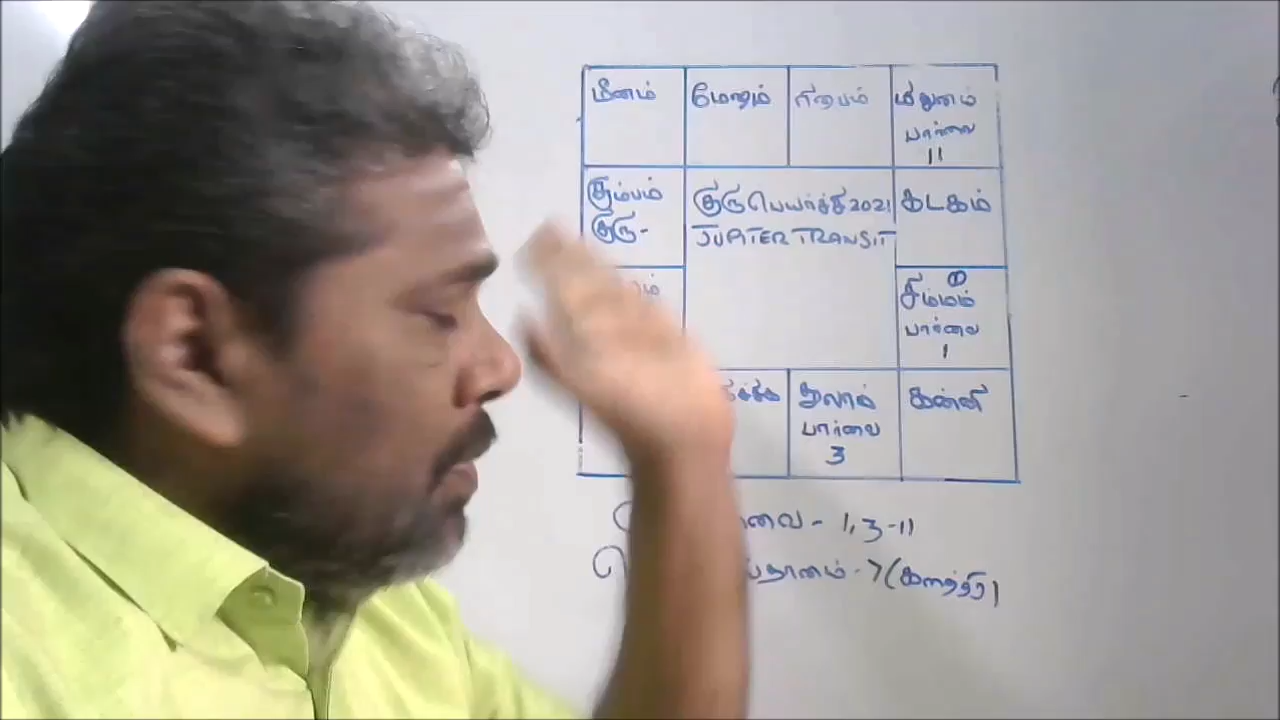 மீனம்
மேஷம்
ரிஷபம்
மிதுனம்
பார்வை
11
கும்பம்
குரு-
குருபெயர்ச்சி 2021
JUPITER TRANSIT
கடகம்
1
சிம்மம்
பார்வை
1
துலாம்
பார்வை
3
கன்னி
- 1, 3 - 11
- 7 (களத்திர)